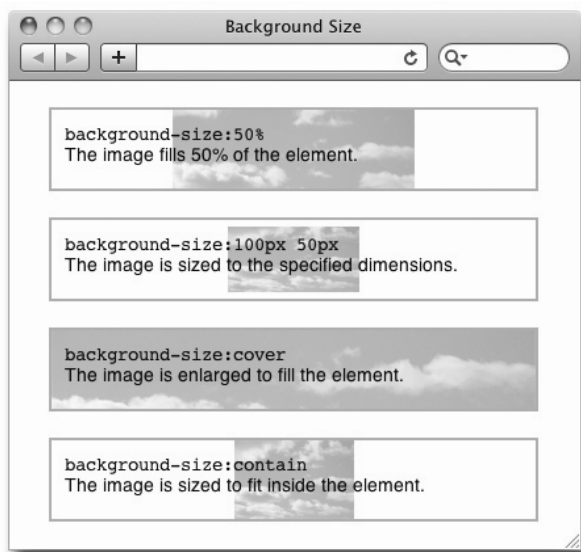 Background Size
background-size:50%
The image fills 50% of the element.
background-size:100px 50px
The image is sized to the specified dimensions.
background-size:cover
The image is enlarged to fill the element.
background-size:contain
The image is sized to fit inside the element.